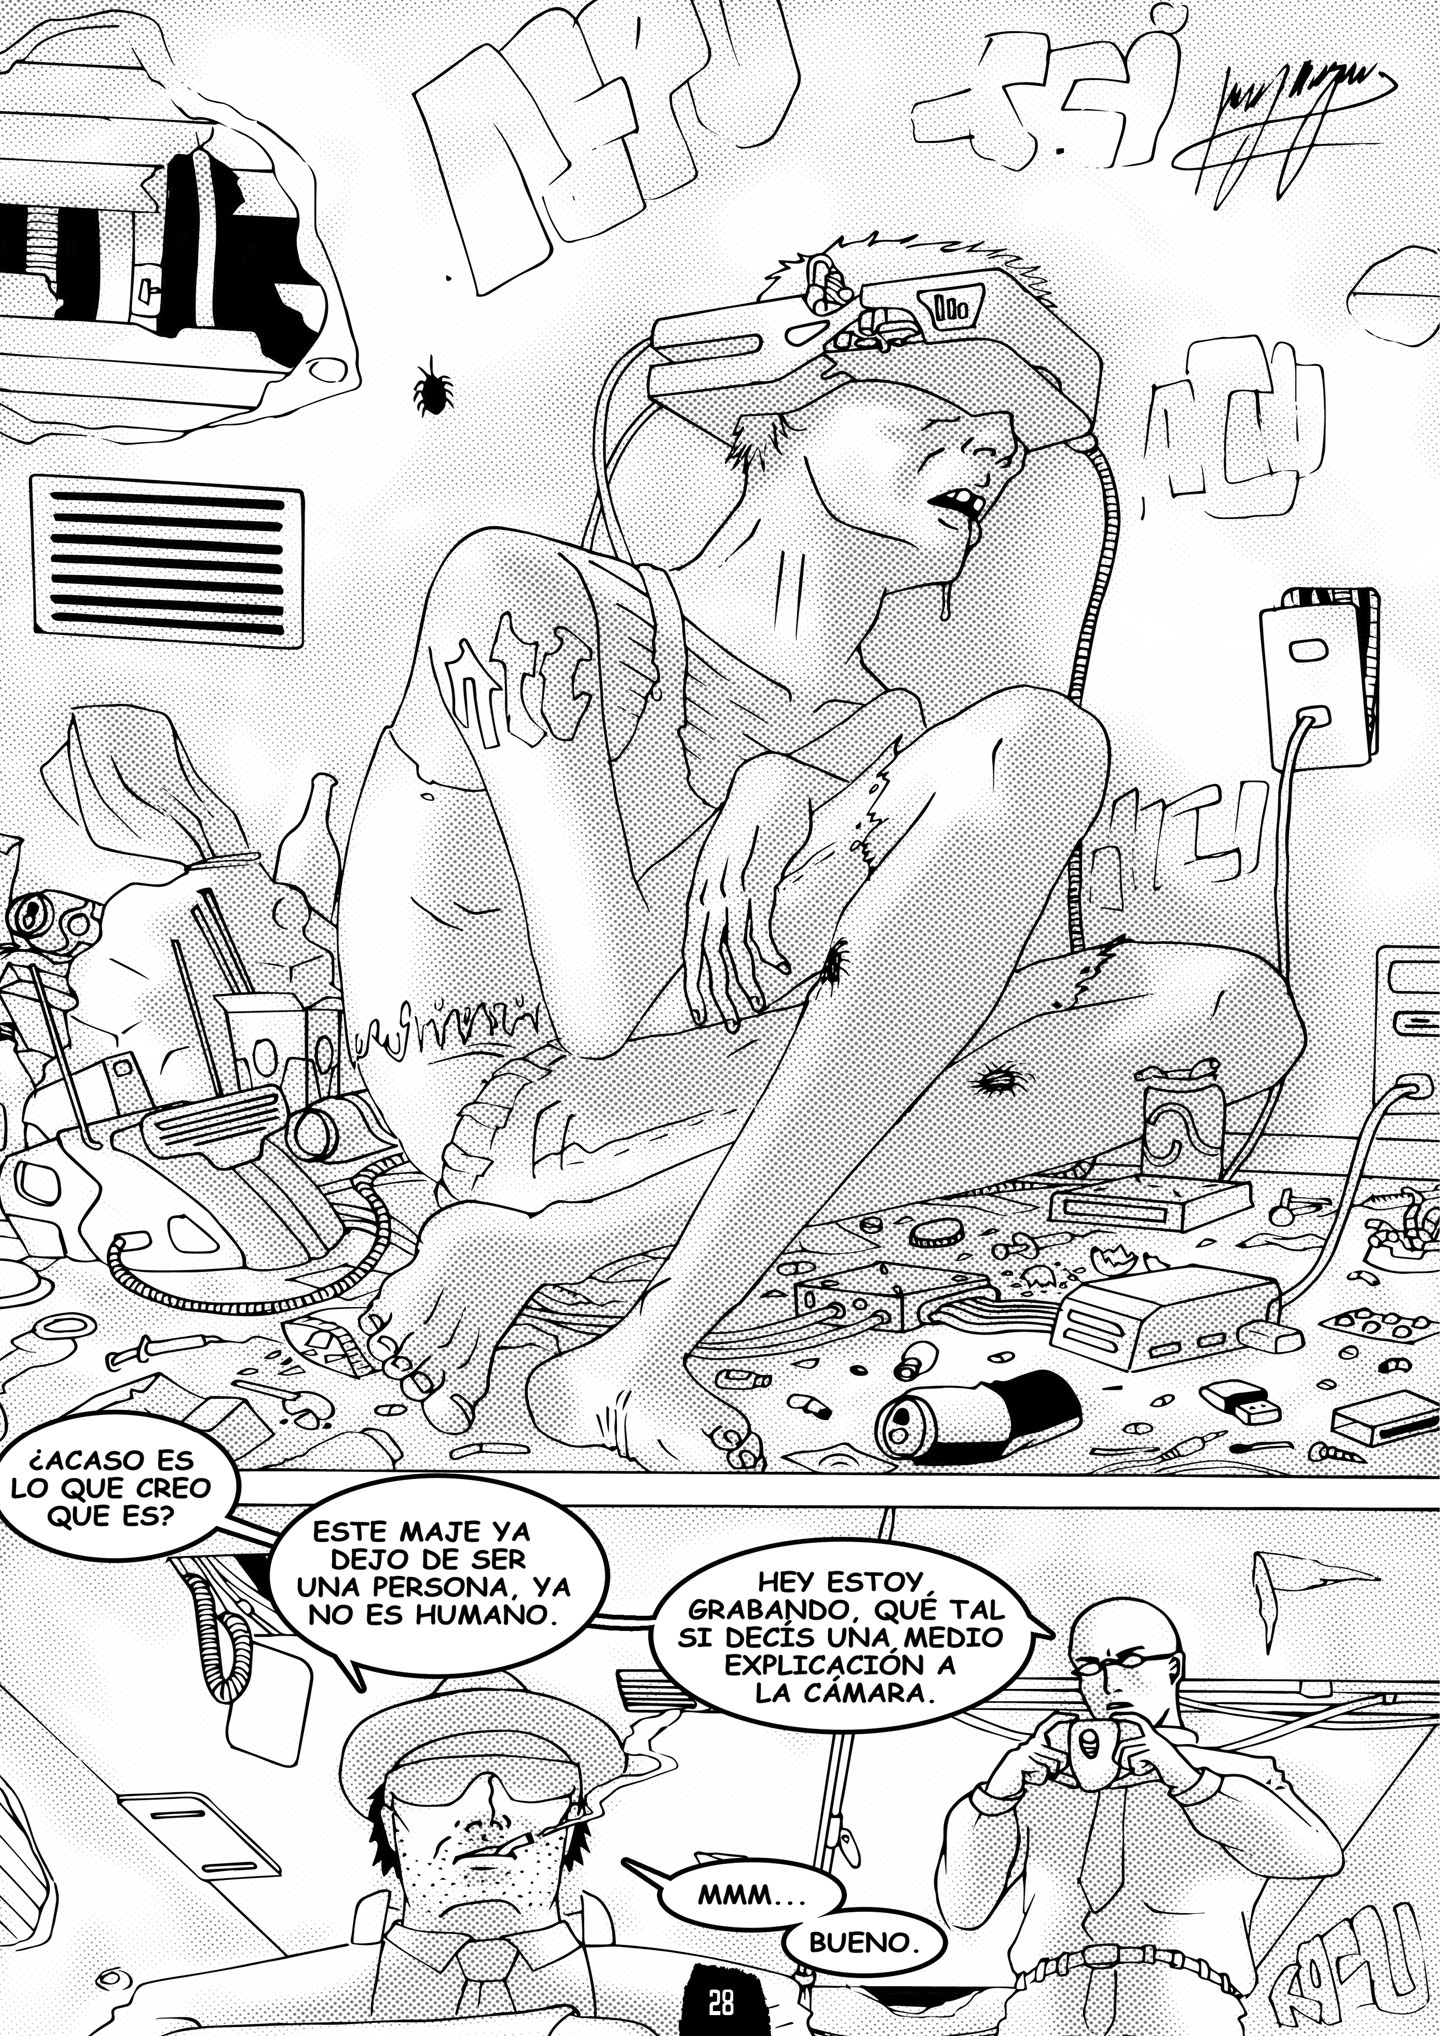 ¿ACASO ES
LO QUE CREO
QUE ES?
ESTE MAJE YA
DEJO DE SER
UNA PERSONA, YA
NO ES HUMANO.
HEY ESTOY
GRABANDO, QUÉ TAL
SI DECÍS UNA MEDIO
EXPLICACIÓN A
LA CÁMARA.
MMM...
BUENO.
28